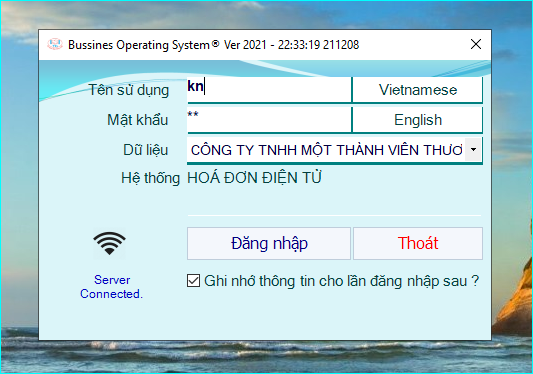 Bussines Operating System® Ver 2021 - 22:33:19 211208
Tên sử dụng kn Vietnamese
Mật khẩu ** English
Dữ liệu CÔNG TY TNHH MỘT THÀNH VIÊN THƯƠ
Hệ thống HOÁ ĐƠN ĐIỆN TỬ
Đăng nhập Thoát
Server
Connected.
Ghi nhớ thông tin cho lần đăng nhập sau ?